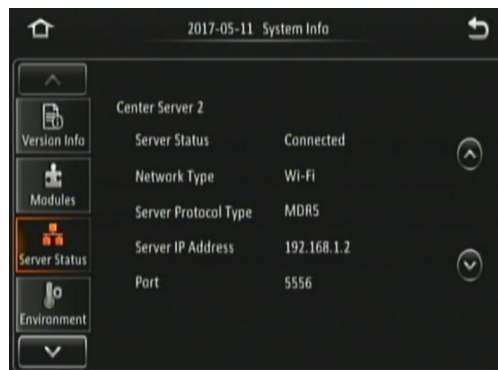 2017-05-11 System Info
Version Info
Modules
Server Status
Environment
Center Server 2
Server Status Connected
Network Type Wi-Fi
Server Protocol Type MDR5
Server IP Address 192.168.1.2
Port 5556